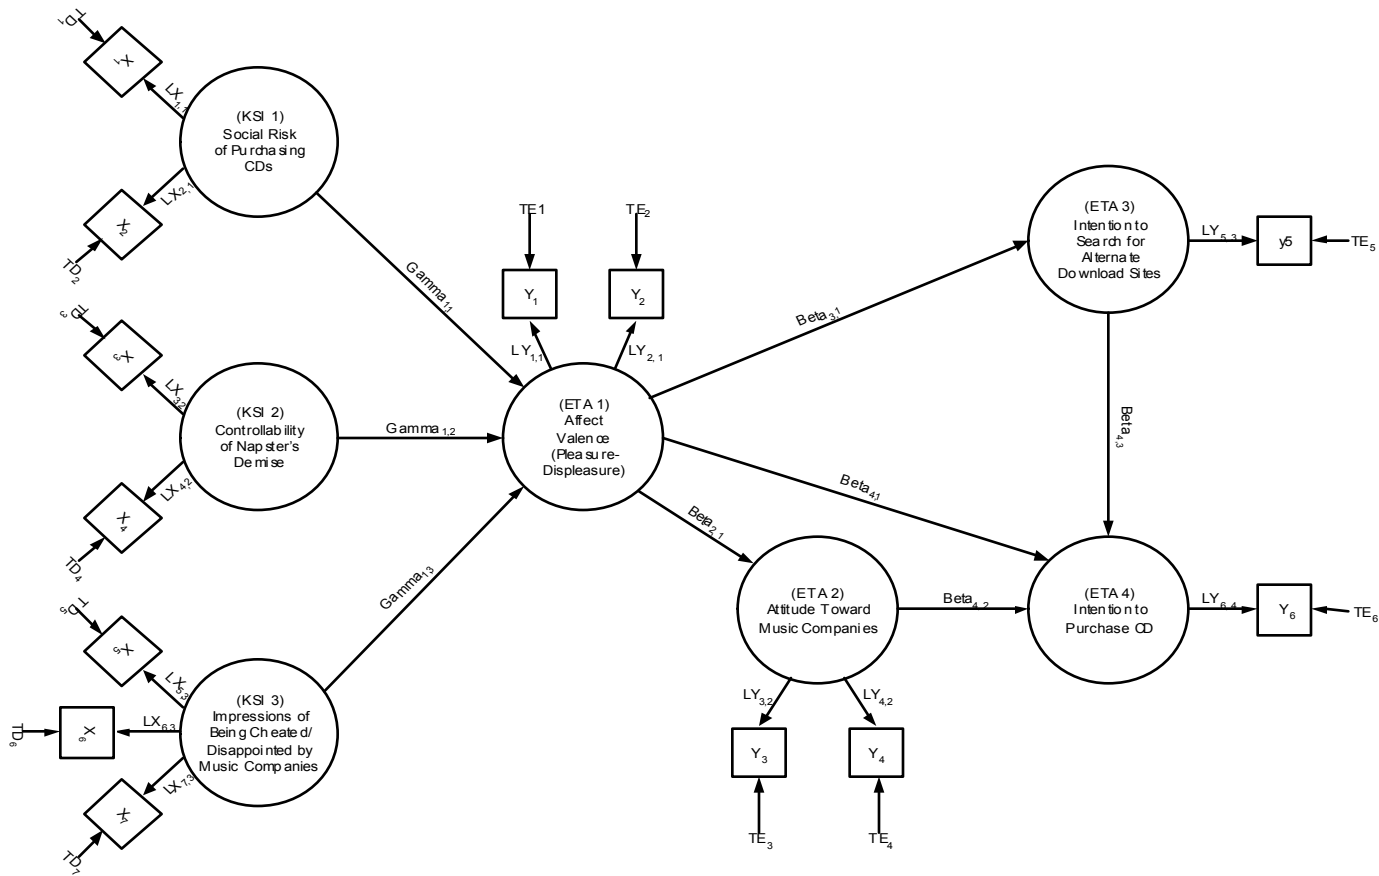 TD1
X1
LX1,1
(KSI 1)
Social Risk
of Purchasing
CDs
LX2,1
X2
TD2
Gamma1,1
TE1
TE2
Y1
Y2
LY1,1
LY2,1
(ETA 3)
Intention to
Search for
Alternate
Download Sites
LY5,3
y5
TE5
Beta3,1
TD3
X3
LX3,2
(KSI 2)
Controllability
of Napster's
Demise
LX4,2
X4
TD4
Gamma1,2
(ETA 1)
Affect
Valence
(Pleasure-
Displeasure)
Beta4,3
Beta4,1
Beta2,1
Gamma1,3
(ETA 2)
Attitude Toward
Music Companies
Beta4,2
(ETA 4)
Intention to
Purchase CD
LY6,4
Y6
TE6
TD5
X5
LX5,3
(KSI 3)
Impressions of
Being Cheated/
Disappointed by
Music Companies
TD6
X6
LX6,3
LX7,3
X7
TD7
LY3,2
LY4,2
Y3
Y4
TE3
TE4